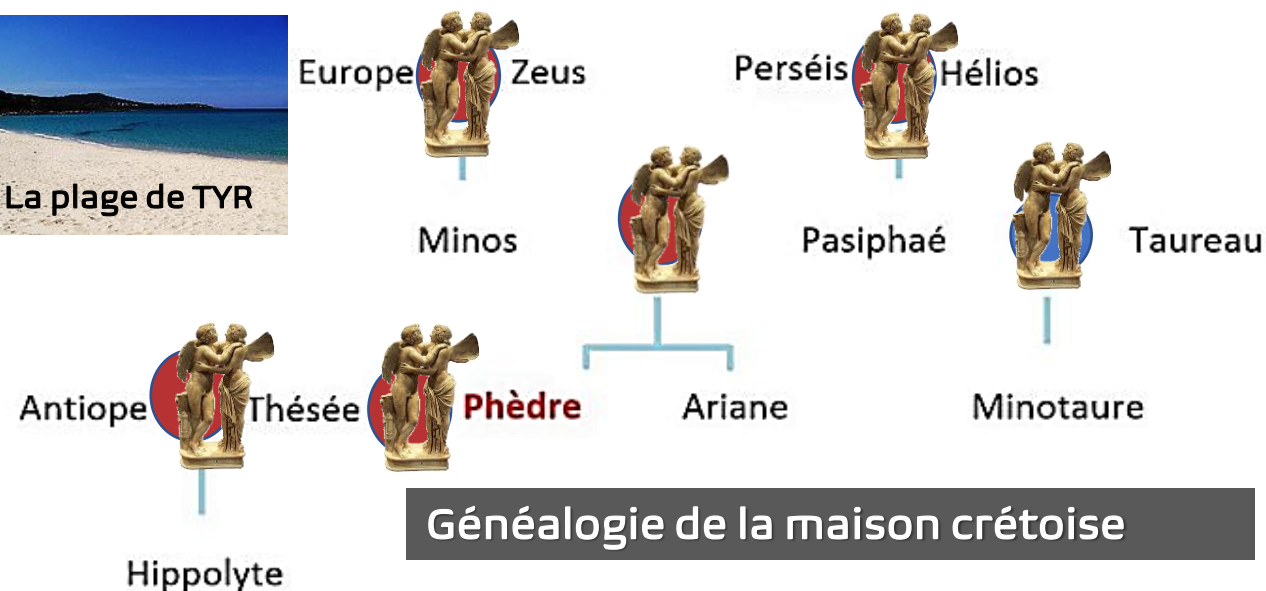 Europe Zeus Perséis Hélios
La plage de TYR
Minos Pasiphaé Taureau
Antiope Thésée Phèdre Ariane Minotaure
Généalogie de la maison crétoise
Hippolyte